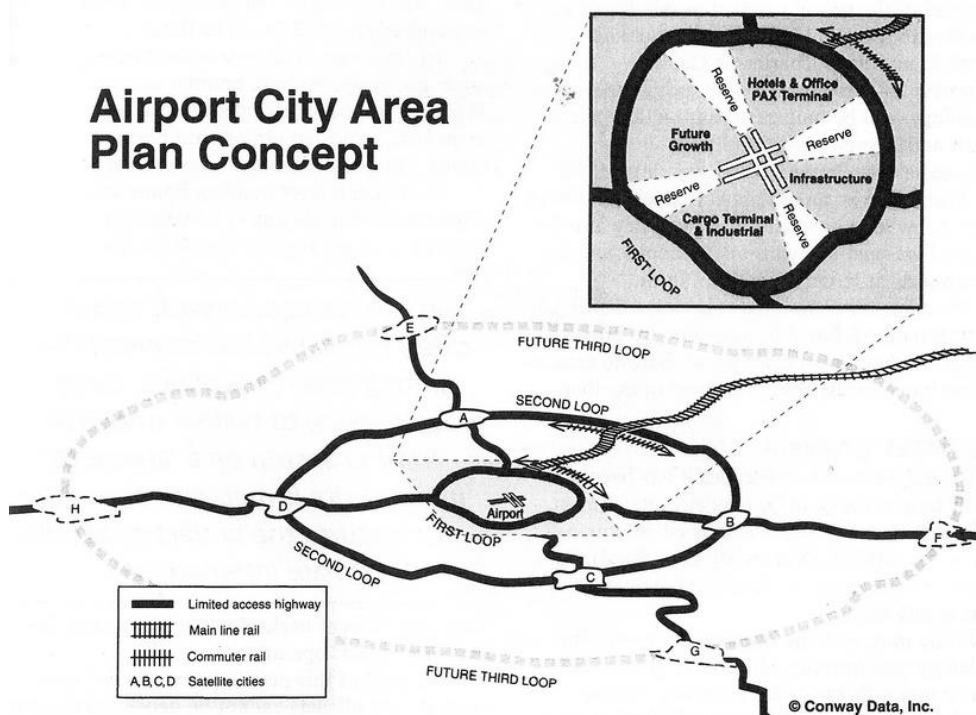 Airport City Area
Plan Concept
Reserve
Hotels & Office
PAX Terminal
Future
Growth
Reserve
Reserve
Infrastructure
Cargo Terminal
& Industrial
Reserve
FIRST LOOP
E
FUTURE THIRD LOOP
SECOND LOOP
A
H
D
Airport
FIRST LOOP
B
F
SECOND LOOP
C
G
FUTURE THIRD LOOP
Limited access highway
Main line rail
Commuter rail
A,B,C,D Satellite cities
© Conway Data, Inc.